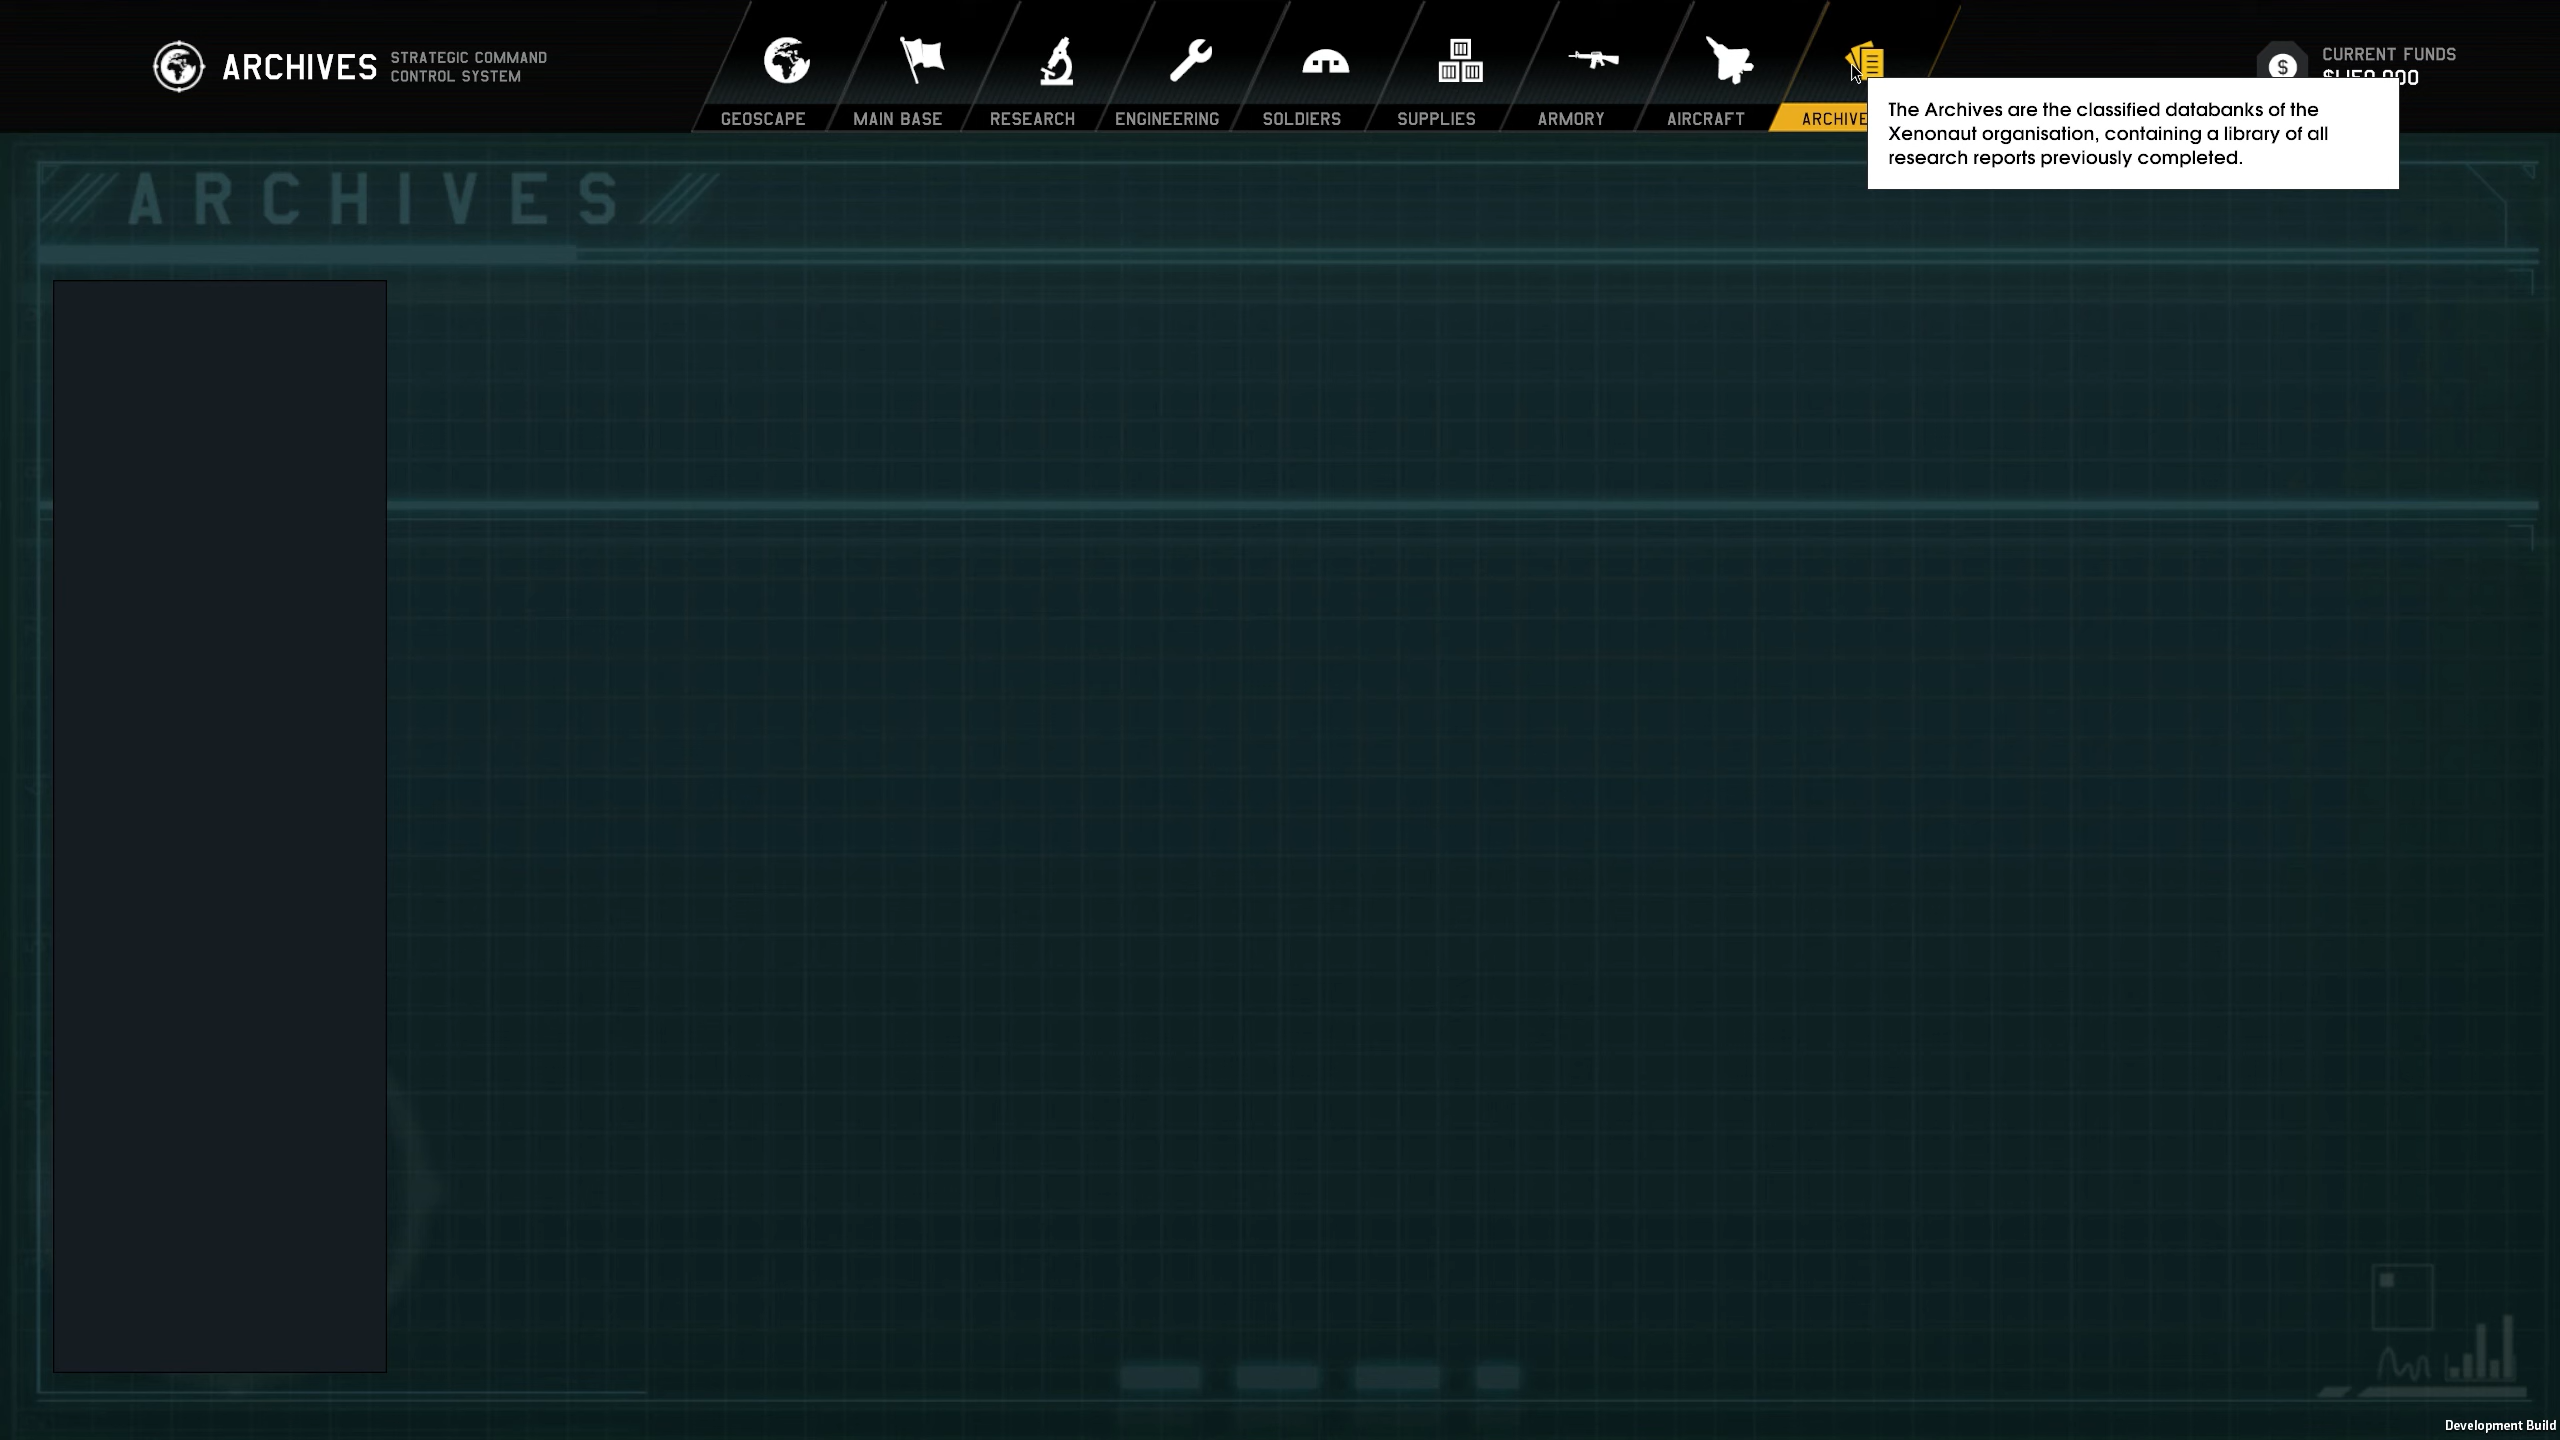 ARCHIVES
STRATEGIC COMMAND
CONTROL SYSTEM
GEOSCAPE
MAIN BASE
RESEARCH
ENGINEERING
SOLDIERS
SUPPLIES
ARMORY
AIRCRAFT
ARCHIVE
CURRENT FUNDS
The Archives are the classified databanks of the
Xenonaut organisation, containing a library of all
research reports previously completed.
ARCHIVES
Development Build